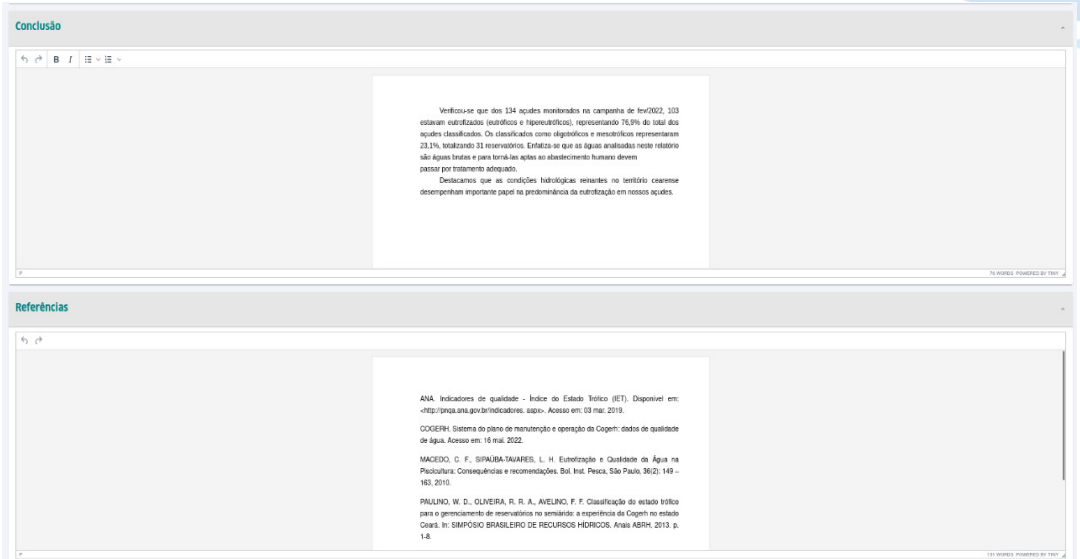 Conclusão
B I
Verificou-se que dos 134 açudes monitorados na campanha de fev/2022, 103
estavam eutrofizados (eutróficos e hipereutróficos), representando 76,9% do total dos
açudes classificados. Os classificados como oligotróficos e mesotróficos representaram
23,1%, totalizando 31 reservatórios. Enfatiza-se que as águas analisadas neste relatório
são águas brutas e para torná-las aptas ao abastecimento humano devem
passar por tratamento adequado.
Destacamos que as condições hidrológicas reinantes no território cearense
desempenham importante papel na predominância da eutrofização em nossos açudes.
P
76 WORDS POWERED BY TINY
Referências
ANA. Indicadores de qualidade - Índice do Estado Trófico (IET). Disponível em:
<http://pnqa.ana.gov.br/indicadores. aspx>. Acesso em: 03 mar. 2019.
COGERH. Sistema do plano de manutenção e operação da Cogerh: dados de qualidade
de água. Acesso em: 16 mai. 2022.
MACEDO, C. F., SIPAÚBA-TAVARES, L. H. Eutrofização e Qualidade da Água na
Piscicultura: Consequências e recomendações. Bol. Inst. Pesca, São Paulo, 36(2): 149 –
163, 2010.
PAULINO, W. D., OLIVEIRA, R. R. A., AVELINO, F. F. Classificação do estado trófico
para o gerenciamento de reservatórios no semiárido: a experiência da Cogerh no estado
Ceará. In: SIMPÓSIO BRASILEIRO DE RECURSOS HÍDRICOS. Anais ABRH, 2013. p.
1-8.
P
131 WORDS POWERED BY TINY